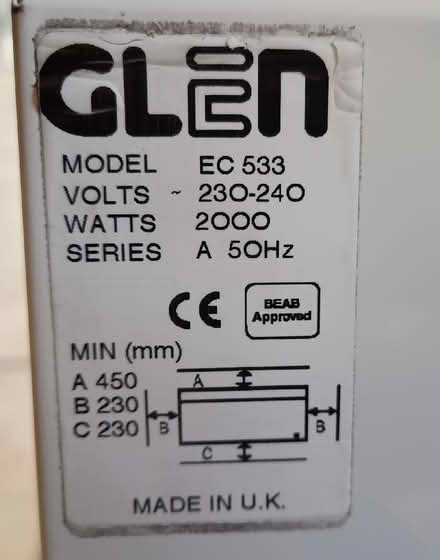 GLEN
MODEL EC 533
VOLTS ~ 230-240
WATTS 2000
SERIES A 50Hz
CE BEAB
Approved
MIN (mm)
A 450 A
B 230
C 230 B B
C
MADE IN U.K.